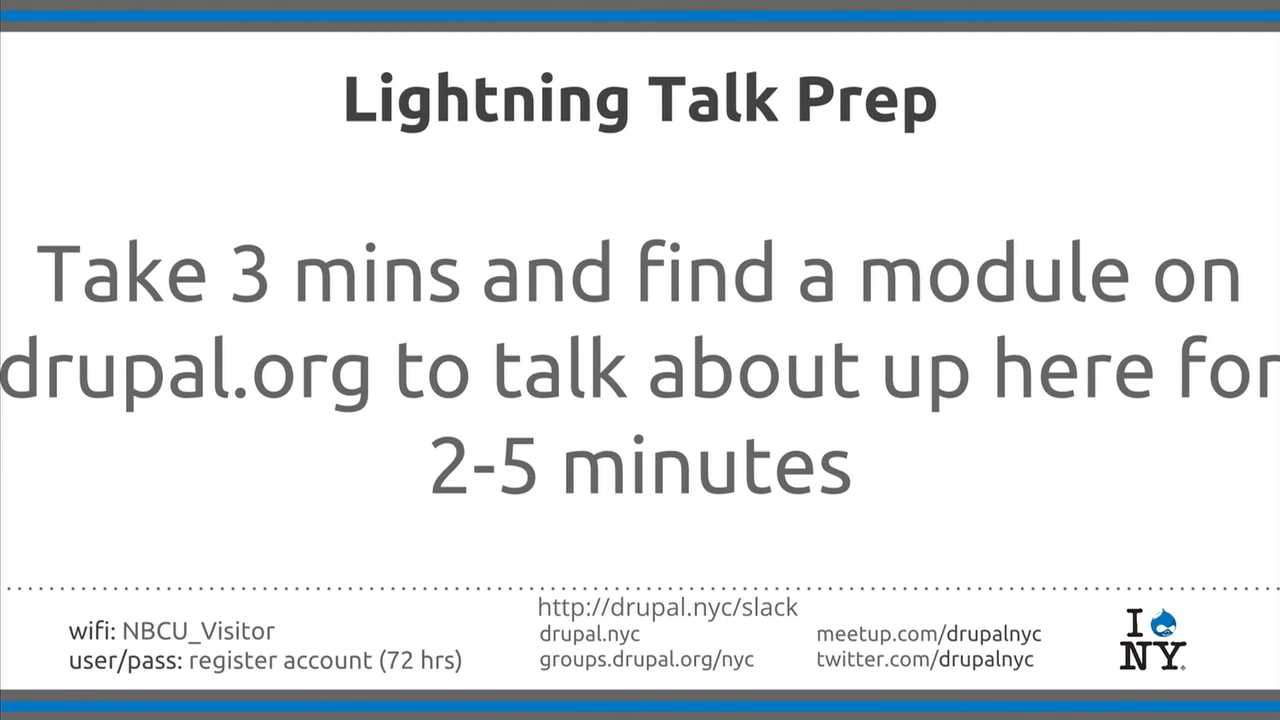 Lightning Talk Prep
Take 3 mins and find a module on
drupal.org to talk about up here for
2-5 minutes
wifi: NBCU_Visitor
user/pass: register account (72 hrs)
http://drupal.nyc/slack
drupal.nyc
groups.drupal.org/nyc
meetup.com/drupalnyc
twitter.com/drupalnyc
I
NY